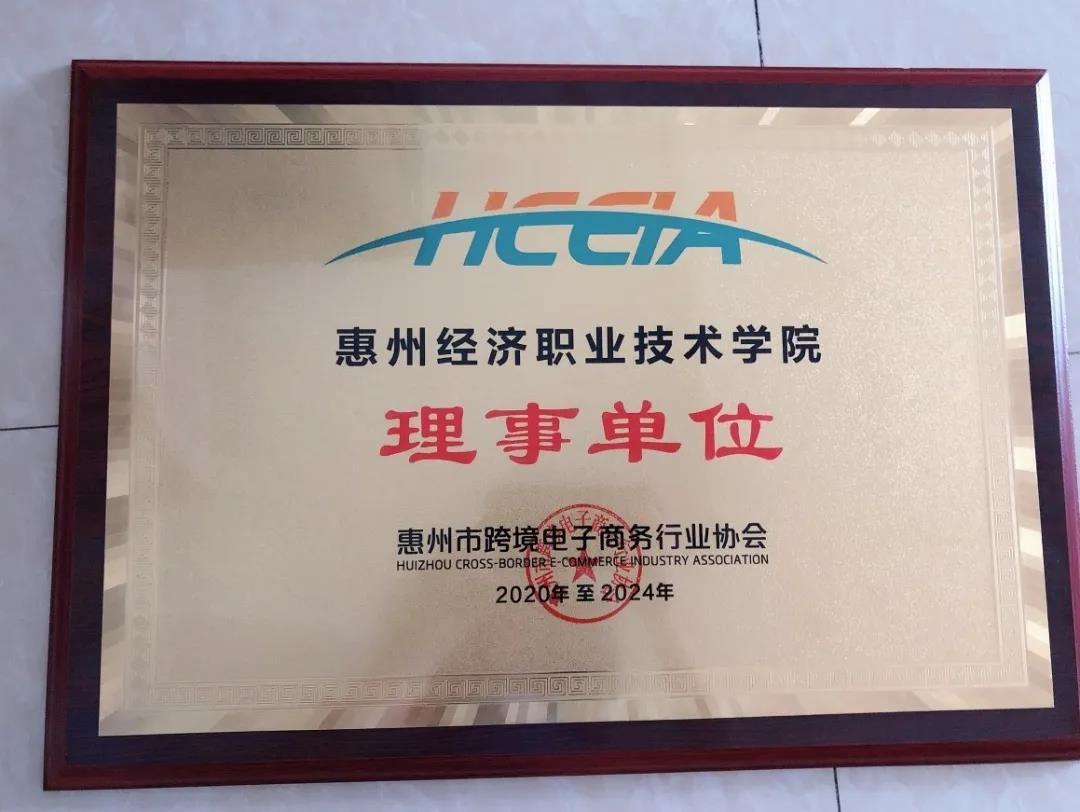 HCCIA
惠州经济职业技术学院
理事单位
惠州市跨境电子商务行业协会
HUIZHOU CROSS-BORDER E-COMMERCE INDUSTRY ASSOCIATION
2020年至2024年